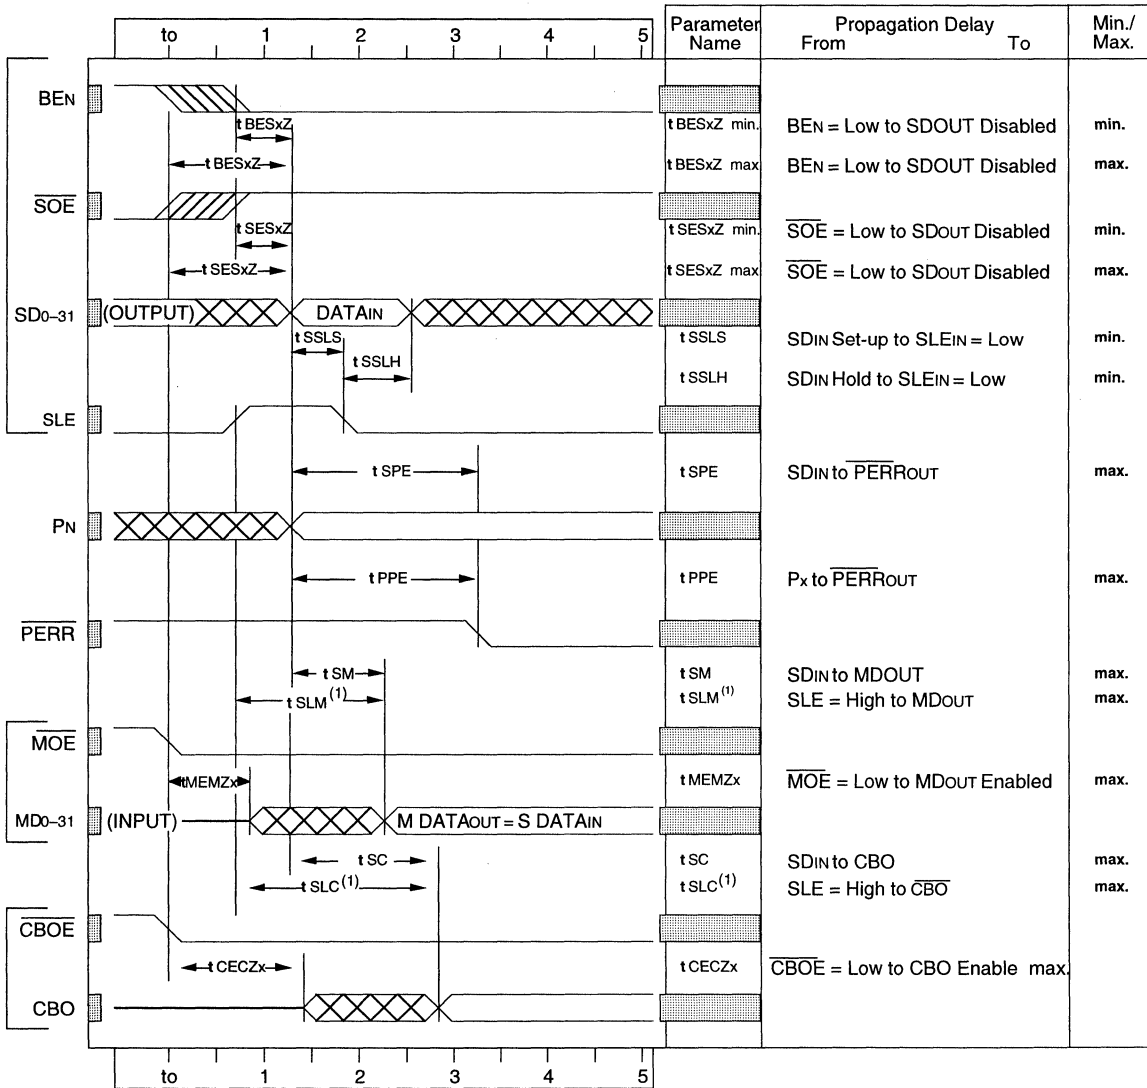 to 1 2 3 4 5
Parameter Name
Propagation Delay
From To
Min./ Max.
BEN
t BESxZ
t BESxZ min. BEN = Low to SDOUT Disabled min.
t BESxZ
t BESxZ max BEN = Low to SDOUT Disabled max.
SOE
t SESxZ
t SESxZ min. SOE = Low to SDOUT Disabled min.
t SESxZ
t SESxZ max SOE = Low to SDOUT Disabled max.
SD0–31 (OUTPUT) DATAIN
t SSLS
t SSLS SDIN Set-up to SLEIN = Low min.
t SSLH
t SSLH SDIN Hold to SLEIN = Low min.
SLE
t SPE
t SPE SDIN to PERROUT max.
PN
t PPE
t PPE Px to PERROUT max.
PERR
t SM
t SM SDIN to MDOUT max.
t SLM(1)
t SLM(1) SLE = High to MDOUT max.
MOE
tMEMZx
t MEMZx MOE = Low to MDOUT Enabled max.
MD0–31 (INPUT) M DATAOUT = S DATAIN
t SC
t SC SDIN to CBO max.
t SLC(1)
t SLC(1) SLE = High to CBO max.
CBOE
t CECZx
t CECZx CBOE = Low to CBO Enable max.
CBO
to 1 2 3 4 5